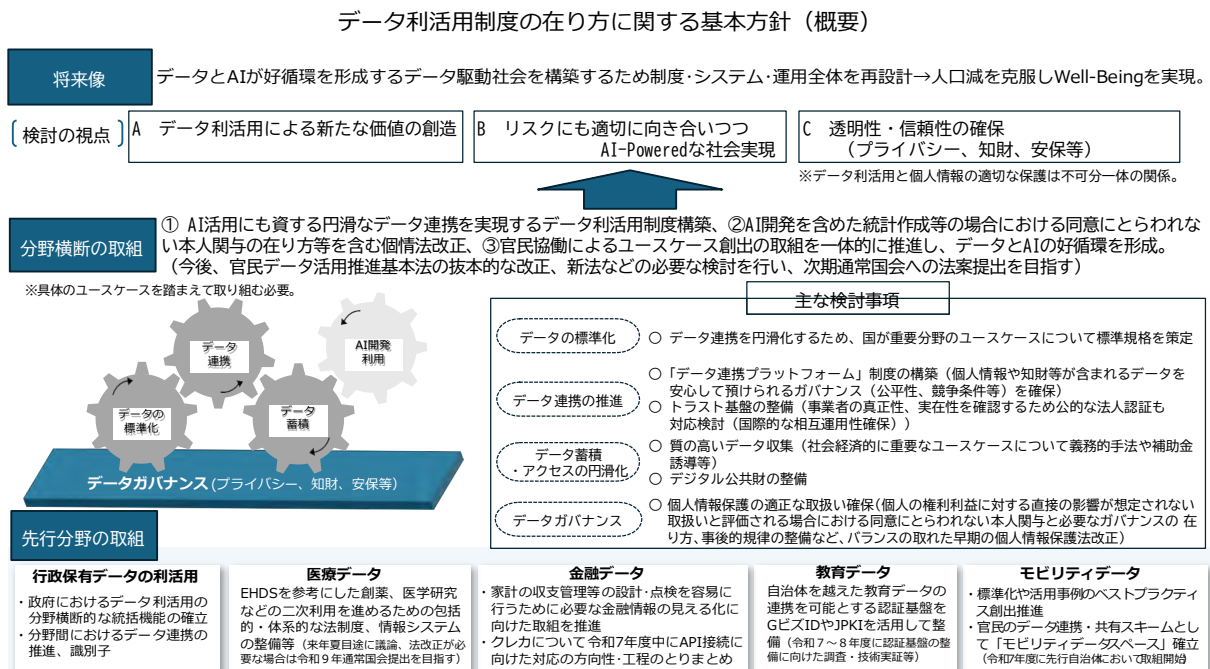 データ利活用制度の在り方に関する基本方針（概要）
将来像
データとAIが好循環を形成するデータ駆動社会を構築するため制度･システム･運用全体を再設計→人口減を克服しWell-Beingを実現。
検討の視点
A　データ利活用による新たな価値の創造
B　リスクにも適切に向き合いつつ
AI-Poweredな社会実現
C　透明性・信頼性の確保
（プライバシー、知財、安保等）
※データ利活用と個人情報の適切な保護は不可分一体の関係。
分野横断の取組
① AI活用にも資する円滑なデータ連携を実現するデータ利活用制度構築、②AI開発を含めた統計作成等の場合における同意にとらわれな
い本人関与の在り方等を含む個情法改正、③官民協働によるユースケース創出の取組を一体的に推進し、データとAIの好循環を形成。
（今後、官民データ活用推進基本法の抜本的な改正、新法などの必要な検討を行い、次期通常国会への法案提出を目指す）
※具体のユースケースを踏まえて取り組む必要。
データ
連携
AI開発
利用
データの
標準化
データ
蓄積
データガバナンス（プライバシー、知財、安保等）
主な検討事項
データの標準化
○ データ連携を円滑化するため、国が重要分野のユースケースについて標準規格を策定
データ連携の推進
○「データ連携プラットフォーム」制度の構築（個人情報や知財等が含まれるデータを
安心して預けられるガバナンス（公平性、競争条件等）を確保）
○ トラスト基盤の整備（事業者の真正性、実在性を確認するため公的な法人認証も
対応検討（国際的な相互運用性確保））
データ蓄積
・アクセスの円滑化
○ 質の高いデータ収集（社会経済的に重要なユースケースについて義務的手法や補助金
誘導等）
○ デジタル公共財の整備
データガバナンス
○ 個人情報保護の適正な取扱い確保（個人の権利利益に対する直接の影響が想定されない
取扱いと評価される場合における同意にとらわれない本人関与と必要なガバナンスの 在
り方、事後的規律の整備など、バランスの取れた早期の個人情報保護法改正）
先行分野の取組
行政保有データの利活用
・政府におけるデータ利活用の
分野横断的な統括機能の確立
・分野間におけるデータ連携の
推進、識別子
医療データ
EHDSを参考にした創薬、医学研究
などの二次利用を進めるための包括
的・体系的な法制度、情報システム
の整備等（来年夏目途に議論、法改正が必
要な場合は令和９年通常国会提出を目指す）
金融データ
・家計の収支管理等の設計･点検を容易に
行うために必要な金融情報の見える化に
向けた取組を推進
・クレカについて令和7年度中にAPI接続に
向けた対応の方向性･工程のとりまとめ
教育データ
自治体を越えた教育データの
連携を可能とする認証基盤を
GビズIDやJPKIを活用して整
備（令和７～８年度に認証基盤の整
備に向けた調査・技術実証等）
モビリティデータ
・標準化や活用事例のベストプラクティ
ス創出推進
・官民のデータ連携・共有スキームとし
て「モビリティデータスペース」確立
（令和7年度に先行自治体において取組開始）